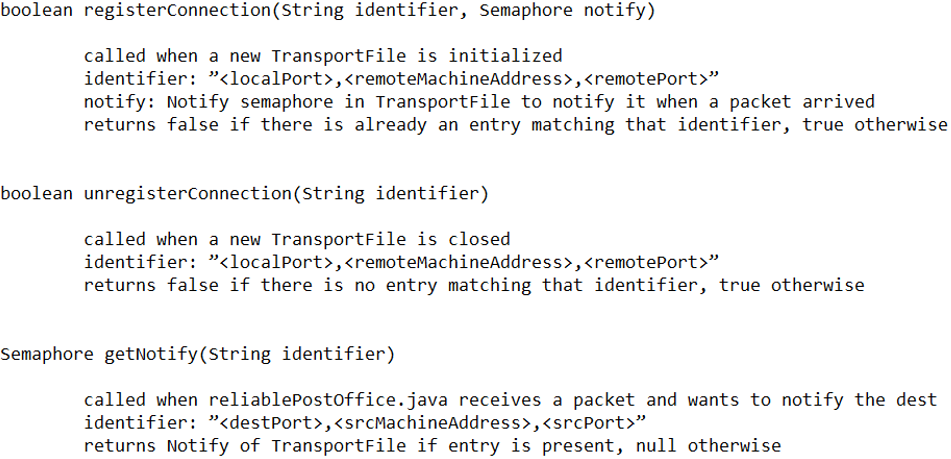 boolean registerConnection(String identifier, Semaphore notify)
called when a new TransportFile is initialized
identifier: ”<localPort>,<remoteMachineAddress>,<remotePort>”
notify: Notify semaphore in TransportFile to notify it when a packet arrived
returns false if there is already an entry matching that identifier, true otherwise
boolean unregisterConnection(String identifier)
called when a new TransportFile is closed
identifier: ”<localPort>,<remoteMachineAddress>,<remotePort>”
returns false if there is no entry matching that identifier, true otherwise
Semaphore getNotify(String identifier)
called when reliablePostOffice.java receives a packet and wants to notify the dest
identifier: ”<destPort>,<srcMachineAddress>,<srcPort>”
returns Notify of TransportFile if entry is present, null otherwise